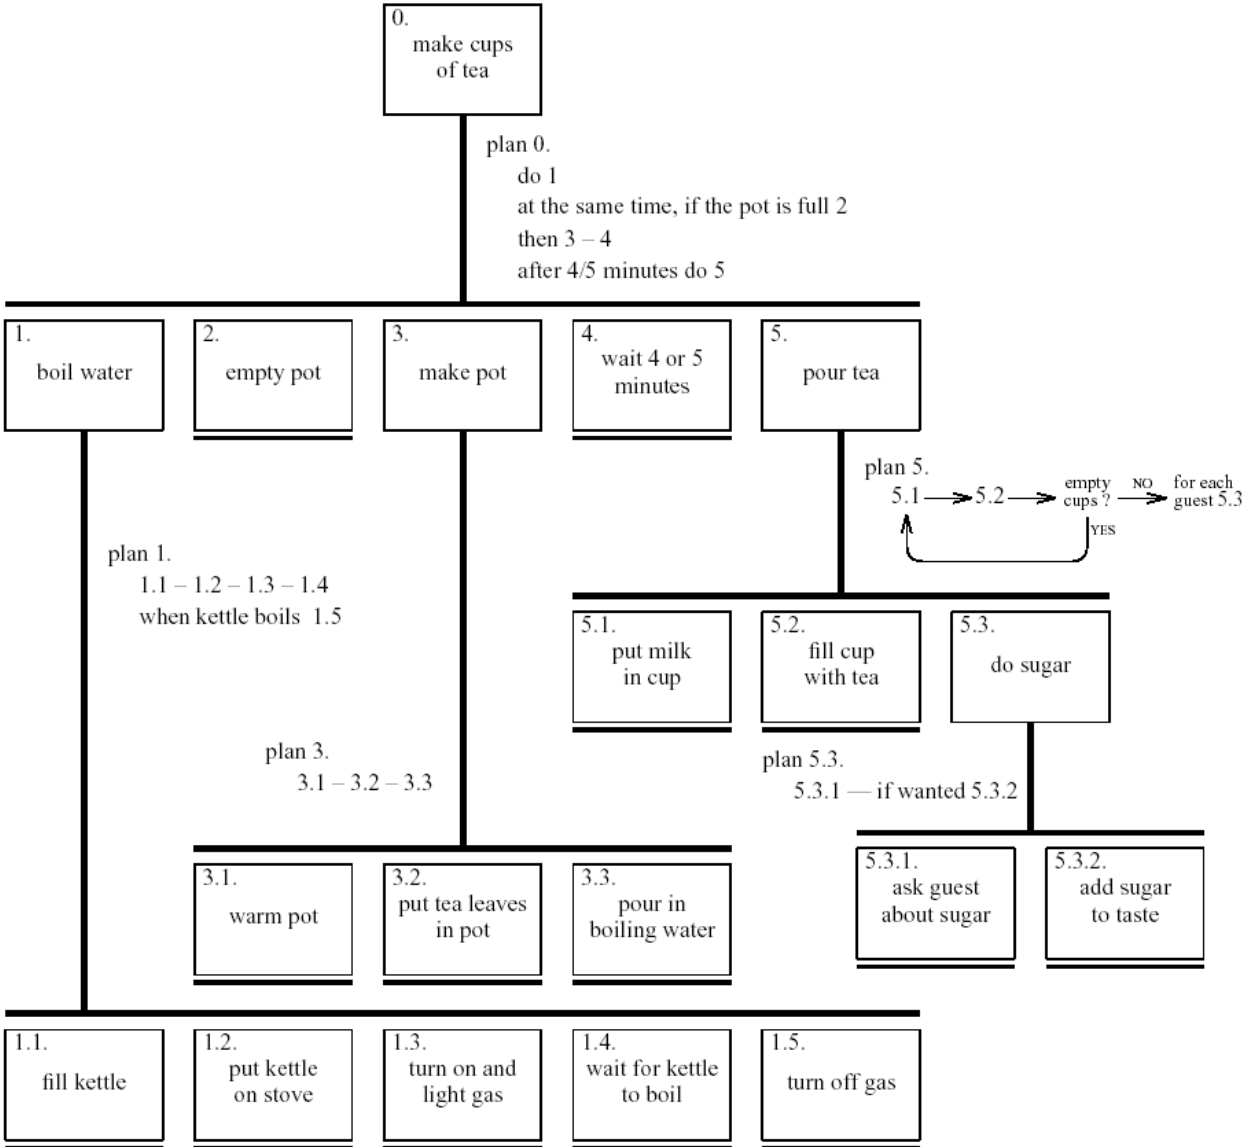 0.
make cups
of tea
plan 0.
do 1
at the same time, if the pot is full 2
then 3 – 4
after 4/5 minutes do 5
1.
boil water
2.
empty pot
3.
make pot
4.
wait 4 or 5
minutes
5.
pour tea
plan 5.
5.1 5.2 empty cups ? NO for each guest 5.3
YES
plan 1.
1.1 – 1.2 – 1.3 – 1.4
when kettle boils 1.5
5.1.
put milk
in cup
5.2.
fill cup
with tea
5.3.
do sugar
plan 3.
3.1 – 3.2 – 3.3
plan 5.3.
5.3.1 — if wanted 5.3.2
3.1.
warm pot
3.2.
put tea leaves
in pot
3.3.
pour in
boiling water
5.3.1.
ask guest
about sugar
5.3.2.
add sugar
to taste
1.1.
fill kettle
1.2.
put kettle
on stove
1.3.
turn on and
light gas
1.4.
wait for kettle
to boil
1.5.
turn off gas